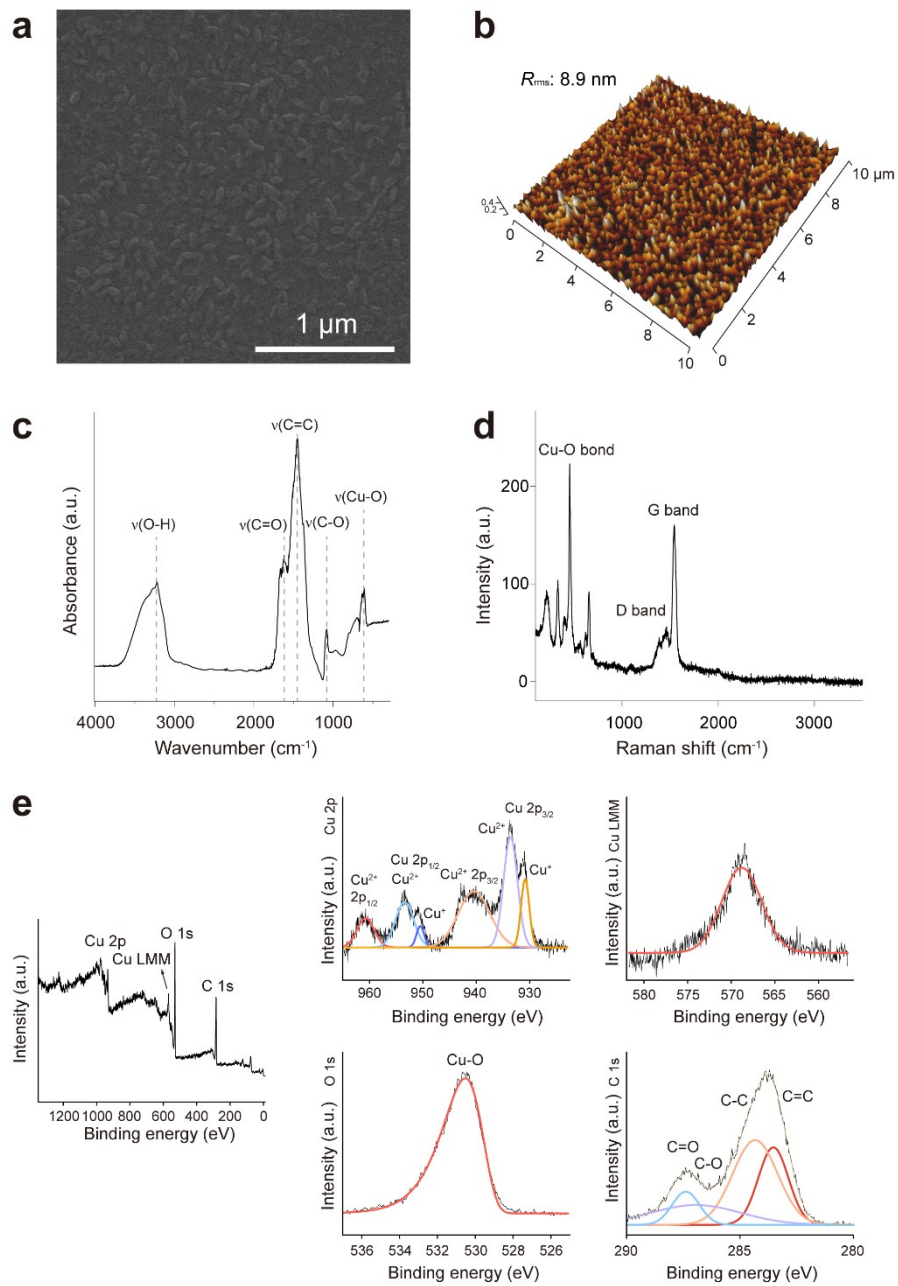 a
1 μm
b
Rrms: 8.9 nm
0.4
0.2
0
2
4
6
8
10
0
2
4
6
8
10 μm
c
ν(C=C)
ν(Cu-O)
ν(O-H)
ν(C=O)
ν(C-O)
Absorbance (a.u.)
4000 3000 2000 1000
Wavenumber (cm-1)
d
Cu-O bond
G band
D band
Intensity (a.u.)
200
100
0
1000 2000 3000
Raman shift (cm-1)
e
Cu 2p
O 1s
Cu LMM
C 1s
Intensity (a.u.)
1200 1000 800 600 400 200 0
Binding energy (eV)
Cu 2p
Intensity (a.u.)
Cu 2p3/2
Cu2+
Cu 2p1/2
Cu2+ 2p3/2
Cu2+
2p1/2
Cu2+
Cu+
Cu+
960 950 940 930
Binding energy (eV)
Cu LMM
Intensity (a.u.)
580 575 570 565 560
Binding energy (eV)
O 1s
Intensity (a.u.)
Cu-O
536 534 532 530 528 526
Binding energy (eV)
C 1s
Intensity (a.u.)
C-C
C=C
C=O
C-O
290 285 280
Binding energy (eV)